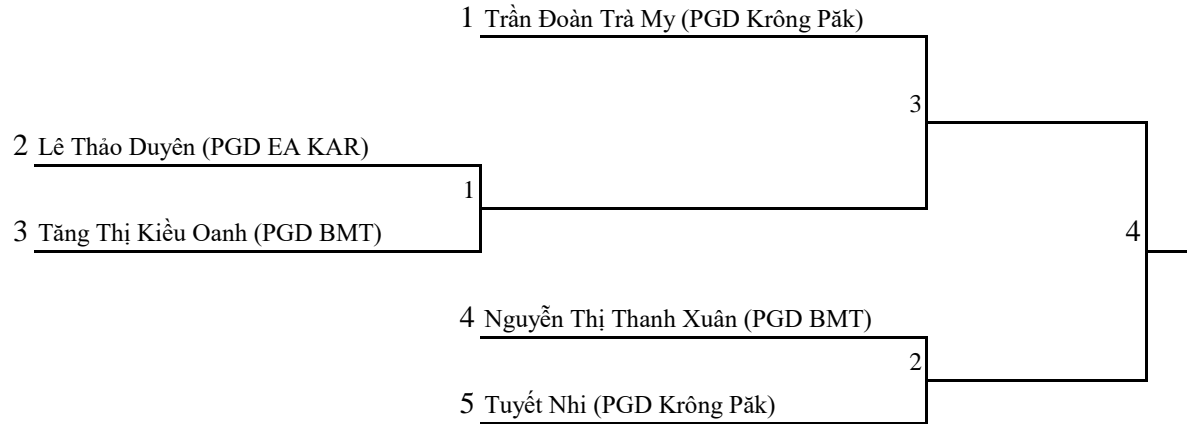 1 Trần Đoàn Trà My (PGD Krông Păk)
3
2 Lê Thảo Duyên (PGD EA KAR)
1
3 Tăng Thị Kiều Oanh (PGD BMT)
4
4 Nguyễn Thị Thanh Xuân (PGD BMT)
2
5 Tuyết Nhi (PGD Krông Păk)